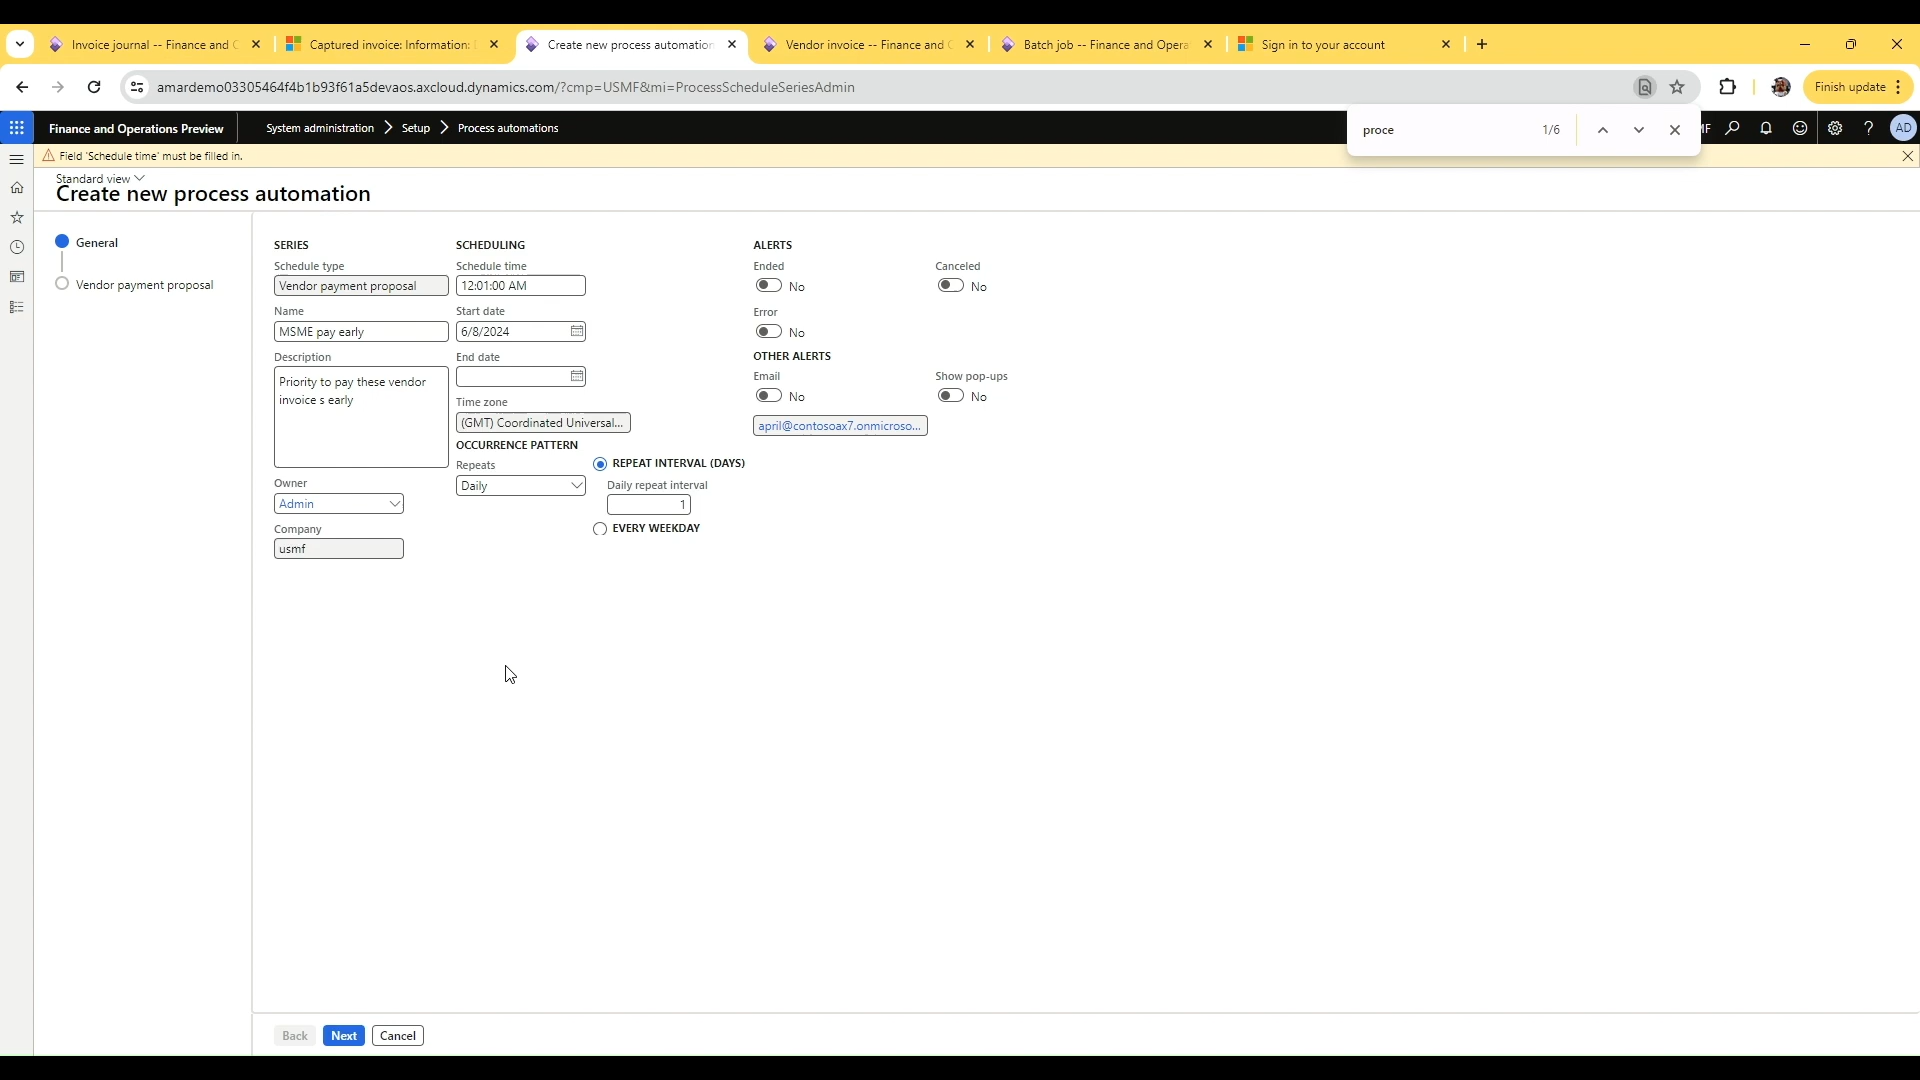 Invoice journal -- Finance and
Captured invoice: Information:
Create new process automation
Vendor invoice -- Finance and
Batch job -- Finance and Opera
Sign in to your account
amardemo03305464f4b1b93f61a5devaos.axcloud.dynamics.com/?cmp=USMF&mi=ProcessScheduleSeriesAdmin
Finish update
Finance and Operations Preview
System administration
Setup
Process automations
proce
1/6
MF
AD
Field 'Schedule time' must be filled in.
Standard view
Create new process automation
General
Vendor payment proposal
SERIES
Schedule type
Vendor payment proposal
Name
MSME pay early
Description
Priority to pay these vendor
invoice s early
Owner
Admin
Company
usmf
SCHEDULING
Schedule time
12:01:00 AM
Start date
6/8/2024
End date
Time zone
(GMT) Coordinated Universal...
OCCURRENCE PATTERN
Repeats
Daily
REPEAT INTERVAL (DAYS)
Daily repeat interval
1
EVERY WEEKDAY
ALERTS
Ended
No
Canceled
No
Error
No
OTHER ALERTS
Email
No
Show pop-ups
No
april@contosoax7.onmicroso...
Back
Next
Cancel